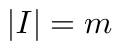 |I| = m